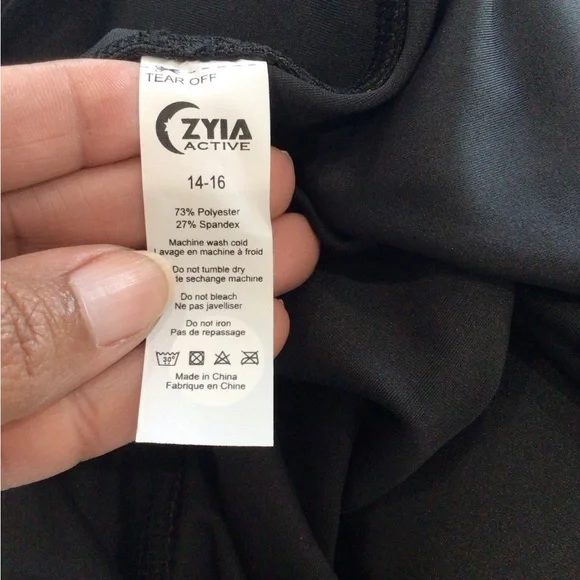 TEAR OFF
ZYIA
ACTIVE
14-16
73% Polyester
27% Spandex
Machine wash cold
Lavage en machine à froid
Do not tumble dry
de sechange machine
Do not bleach
Ne pas javelliser
Do not iron
Pas de repassage
30°
Made in China
Fabrique en Chine